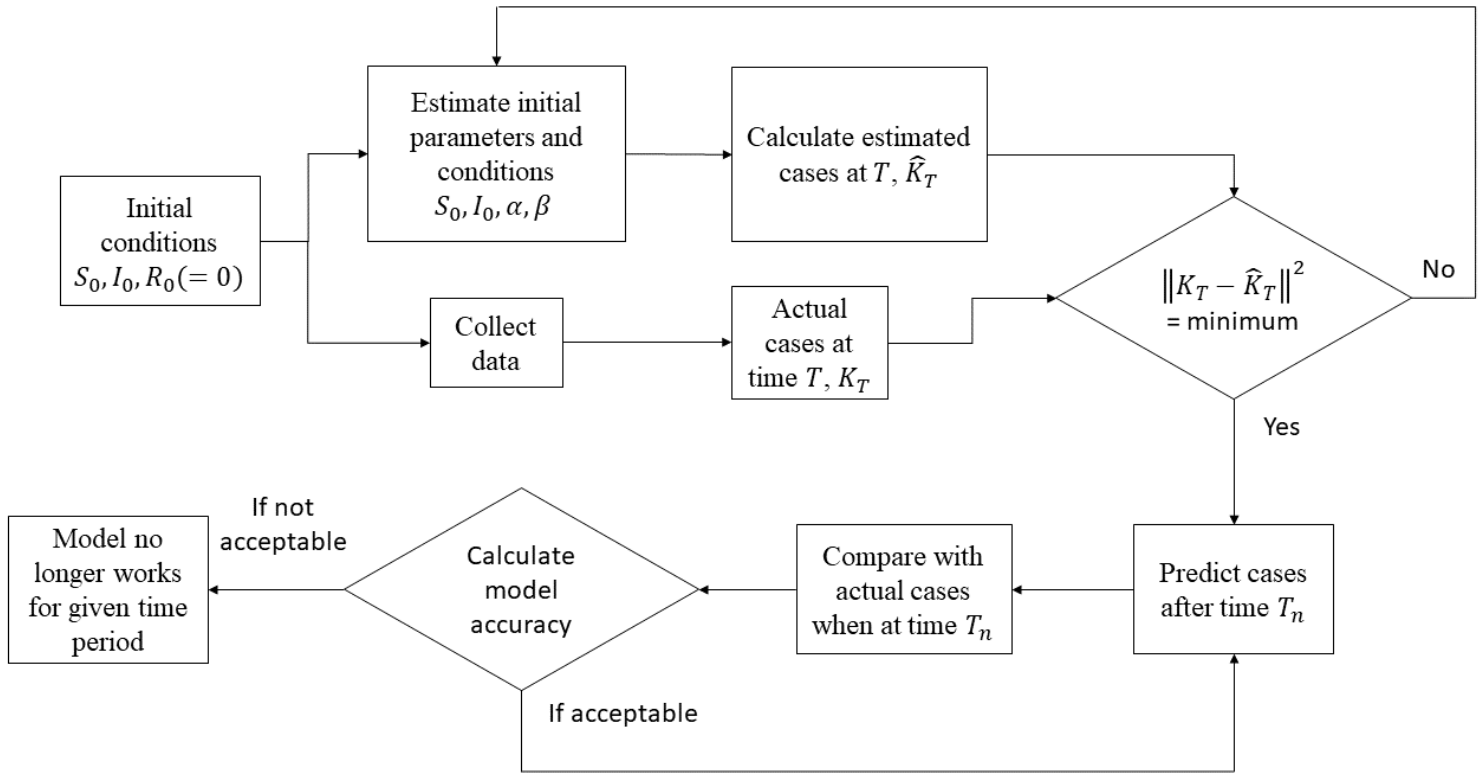 Estimate initial
parameters and
conditions
S₀, I₀, α, β
Calculate estimated
cases at T, K̂_T
Initial
conditions
S₀, I₀, R₀(= 0)
Collect
data
Actual
cases at
time T, K_T
‖K_T − K̂_T‖²
= minimum
No
Yes
If not
acceptable
Model no
longer works
for given time
period
Calculate
model
accuracy
Compare with
actual cases
when at time Tₙ
Predict cases
after time Tₙ
If acceptable